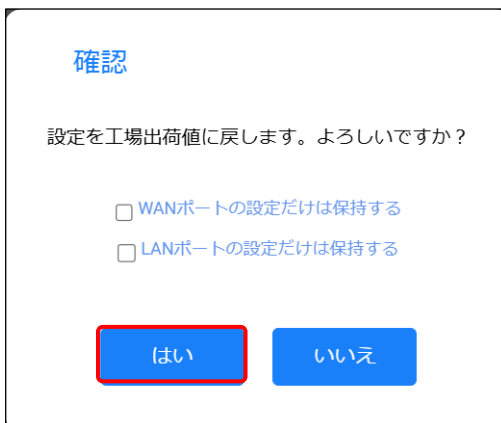 確認
設定を工場出荷値に戻します。よろしいですか？
WANポートの設定だけは保持する
LANポートの設定だけは保持する
はい
いいえ